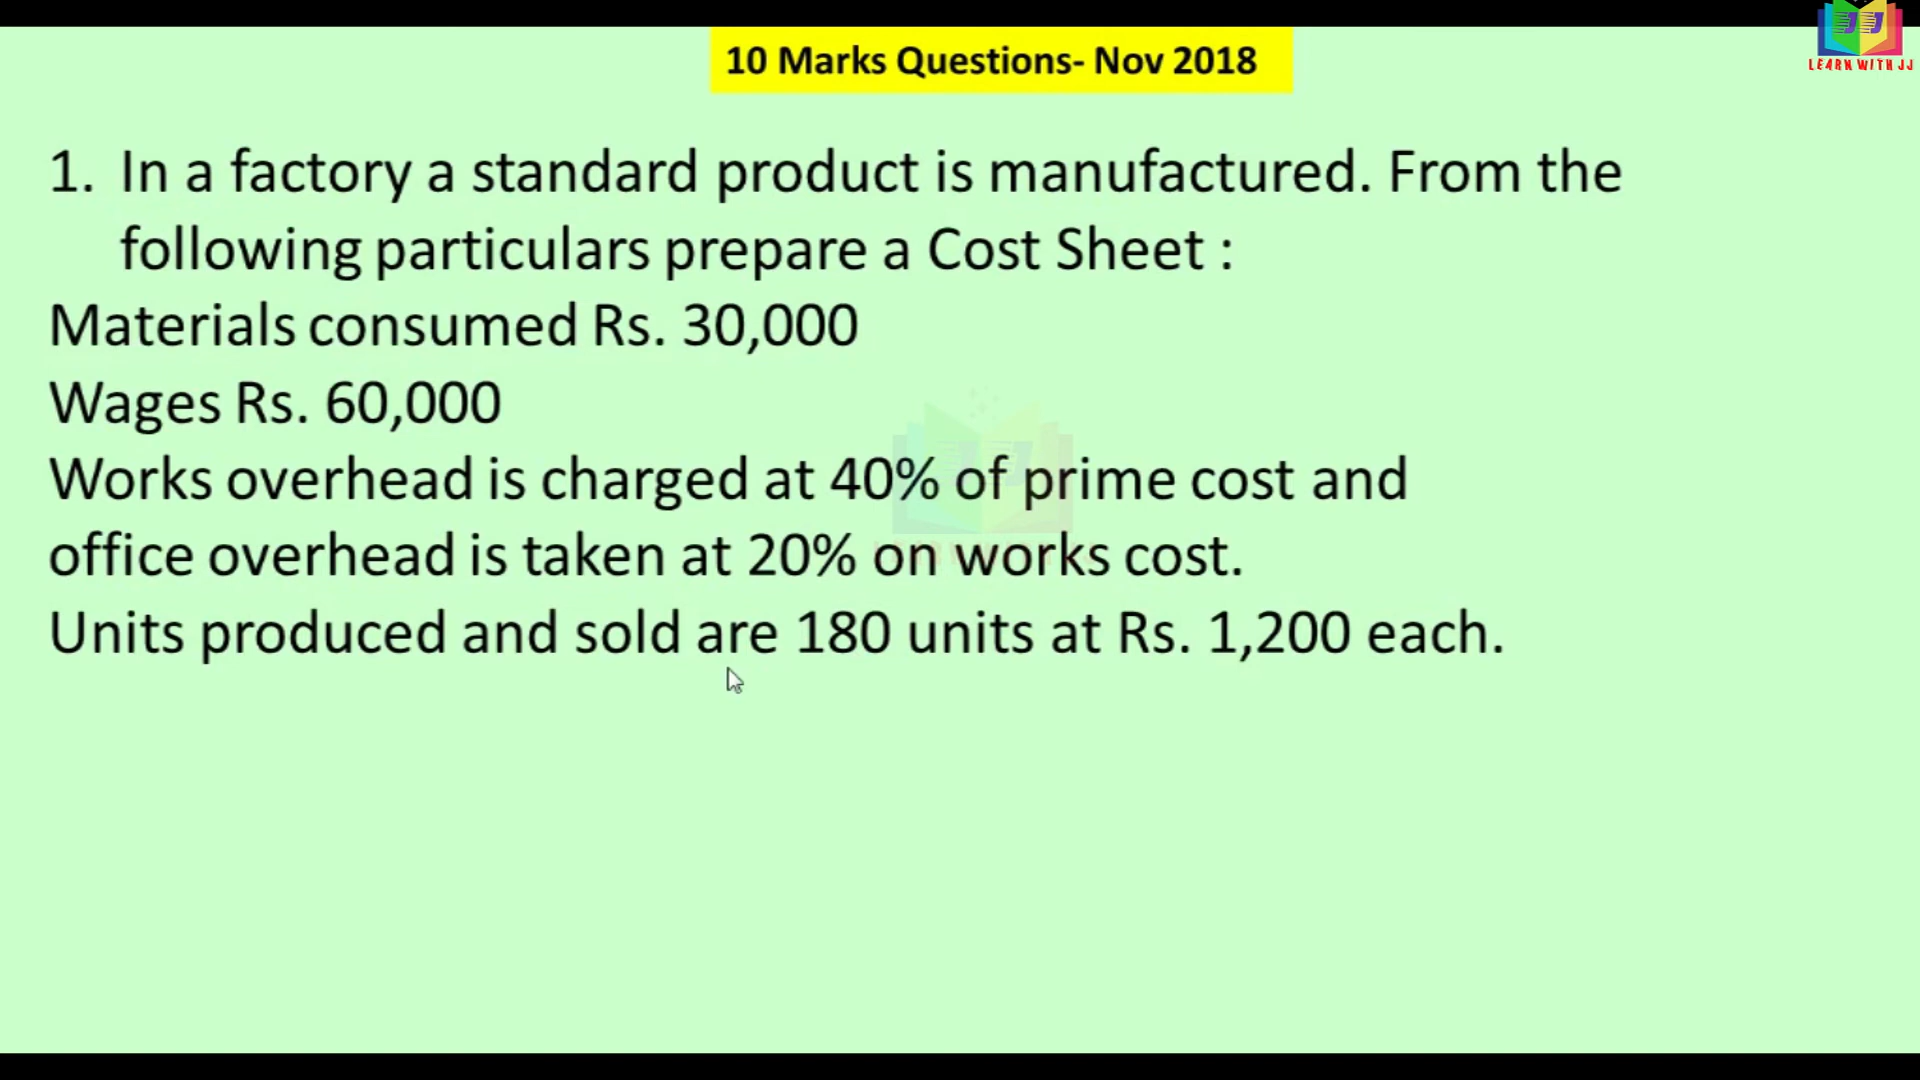 10 Marks Questions- Nov 2018
LEARN WITH JJ
1. In a factory a standard product is manufactured. From the
following particulars prepare a Cost Sheet :
Materials consumed Rs. 30,000
Wages Rs. 60,000
Works overhead is charged at 40% of prime cost and
office overhead is taken at 20% on works cost.
Units produced and sold are 180 units at Rs. 1,200 each.